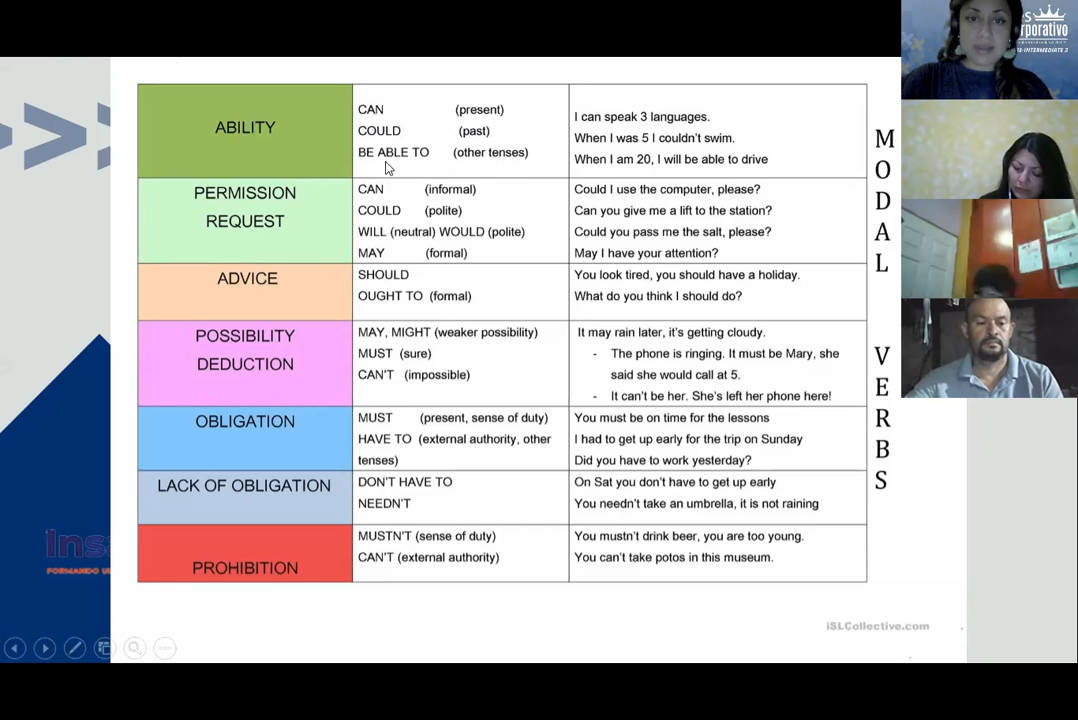 ABILITY
CAN (present)
COULD (past)
BE ABLE TO (other tenses)
I can speak 3 languages.
When I was 5 I couldn't swim.
When I am 20, I will be able to drive
PERMISSION
REQUEST
CAN (informal)
COULD (polite)
WILL (neutral) WOULD (polite)
MAY (formal)
Could I use the computer, please?
Can you give me a lift to the station?
Could you pass me the salt, please?
May I have your attention?
ADVICE
SHOULD
OUGHT TO (formal)
You look tired, you should have a holiday.
What do you think I should do?
POSSIBILITY
DEDUCTION
MAY, MIGHT (weaker possibility)
MUST (sure)
CAN'T (impossible)
It may rain later, it's getting cloudy.
- The phone is ringing. It must be Mary, she
said she would call at 5.
- It can't be her. She's left her phone here!
OBLIGATION
MUST (present, sense of duty)
HAVE TO (external authority, other
tenses)
You must be on time for the lessons
I had to get up early for the trip on Sunday
Did you have to work yesterday?
LACK OF OBLIGATION
DON'T HAVE TO
NEEDN'T
On Sat you don't have to get up early
You needn't take an umbrella, it is not raining
PROHIBITION
MUSTN'T (sense of duty)
CAN'T (external authority)
You mustn't drink beer, you are too young.
You can't take potos in this museum.
MODAL
VERBS
iSLCollective.com
Ins
FORMANDO
S
rporativo
S-INTERMEDIATE 2